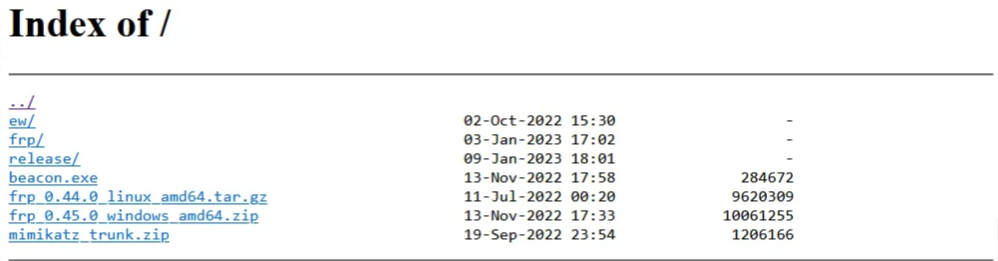 Index of /
../
ew/ 02-Oct-2022 15:30 -
frp/ 03-Jan-2023 17:02 -
release/ 09-Jan-2023 18:01 -
beacon.exe 13-Nov-2022 17:58 284672
frp_0.44.0_linux_amd64.tar.gz 11-Jul-2022 00:20 9620309
frp_0.45.0_windows_amd64.zip 13-Nov-2022 17:33 10061255
mimikatz_trunk.zip 19-Sep-2022 23:54 1206166